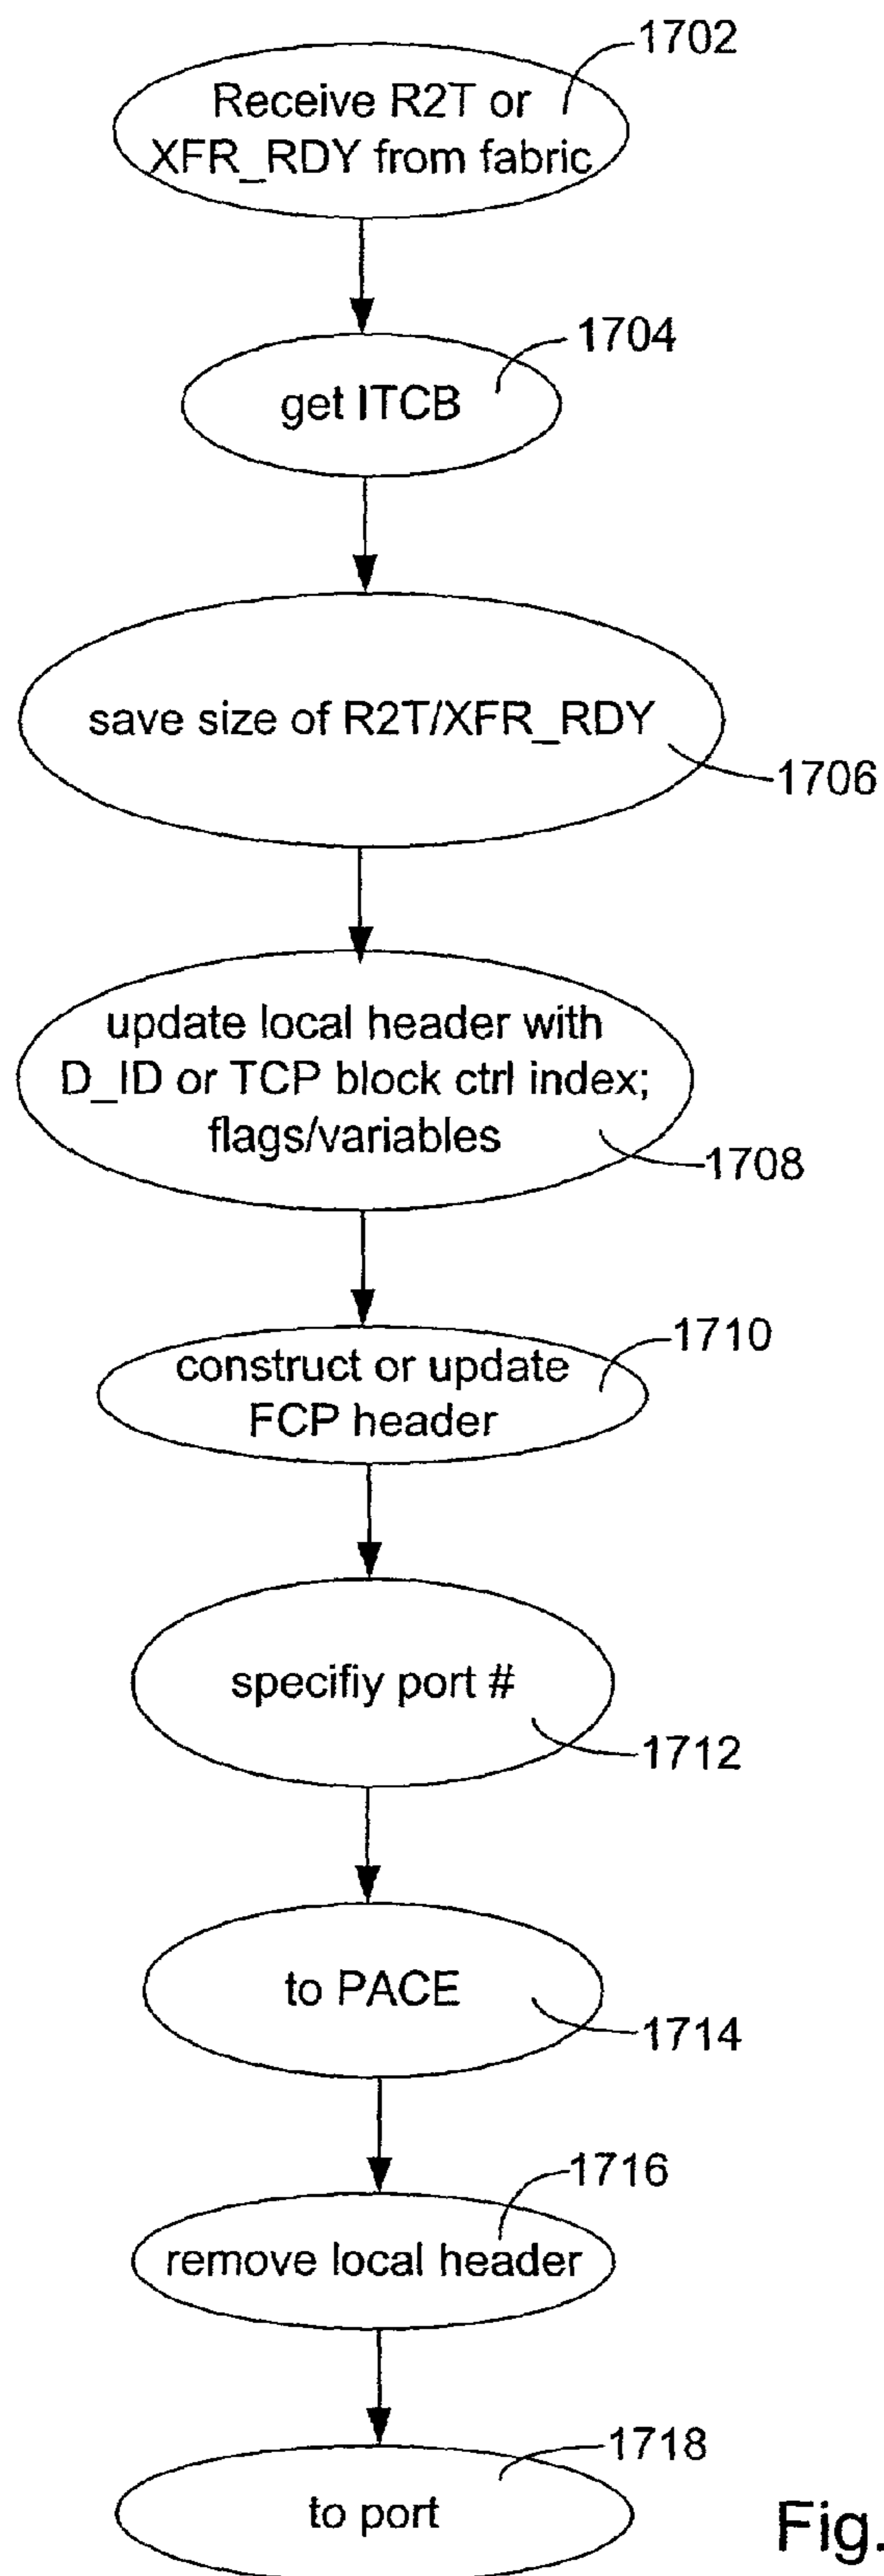 1702
Receive R2T or
XFR_RDY from fabric
1704
get ITCB
save size of R2T/XFR_RDY
1706
update local header with
D_ID or TCP block ctrl index;
flags/variables
1708
1710
construct or update
FCP header
specifiy port #
1712
to PACE
1714
1716
remove local header
1718
to port
Fig.